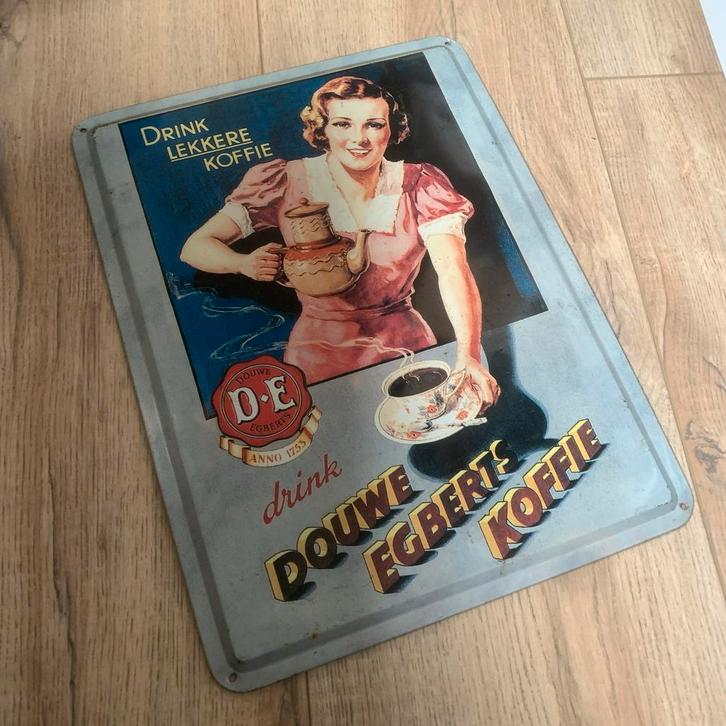 DRINK
LEKKERE
KOFFIE
DOUWE
D·E
EGBERTS
ANNO 1753
drink
DOUWE
EGBERTS
KOFFIE